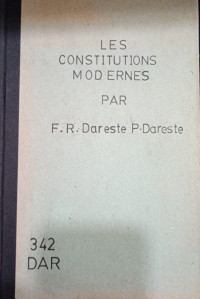 LES
CONSTITUTIONS
MODERNES
PAR
F.R. Dareste P. Dareste
342
DAR